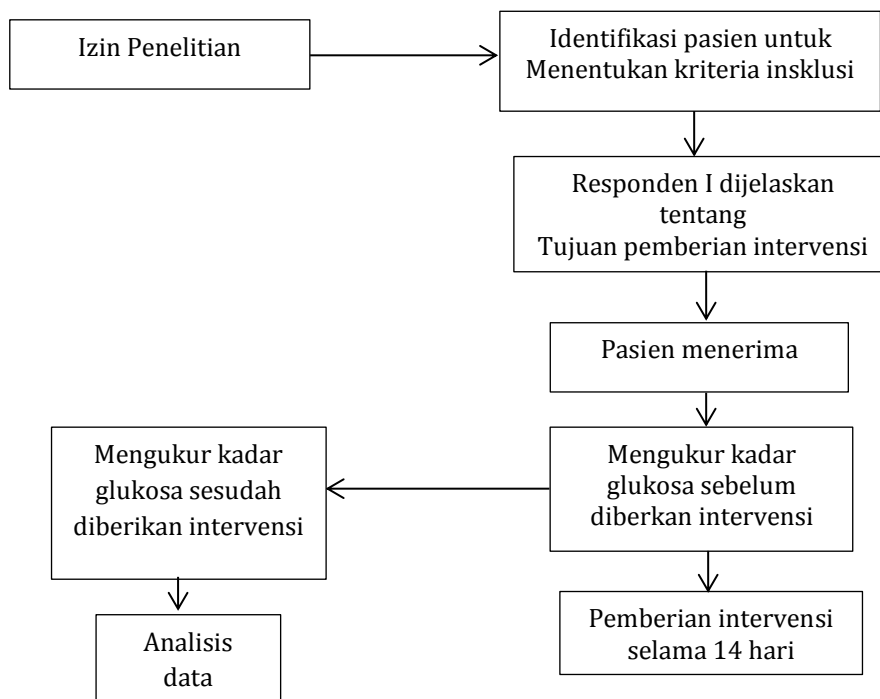 Izin Penelitian
Identifikasi pasien untuk
Menentukan kriteria insklusi
Responden I dijelaskan
tentang
Tujuan pemberian intervensi
Pasien menerima
Mengukur kadar
glukosa sebelum
diberkan intervensi
Mengukur kadar
glukosa sesudah
diberikan intervensi
Pemberian intervensi
selama 14 hari
Analisis
data